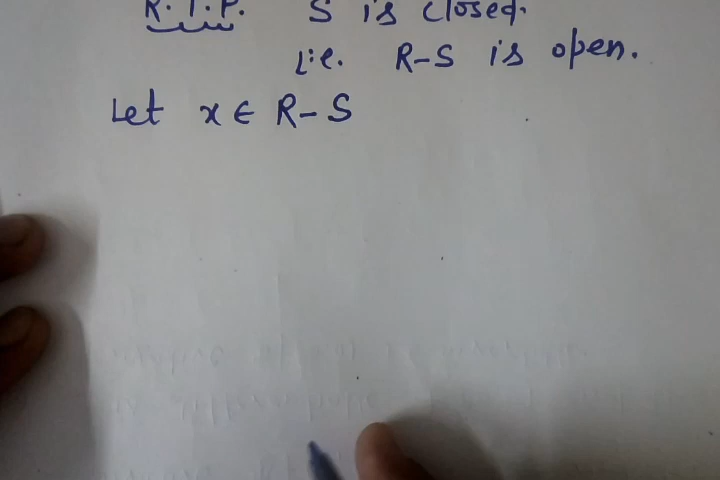 R.T.P. S is closed.
i.e. R-S is open.
Let x ∈ R-S